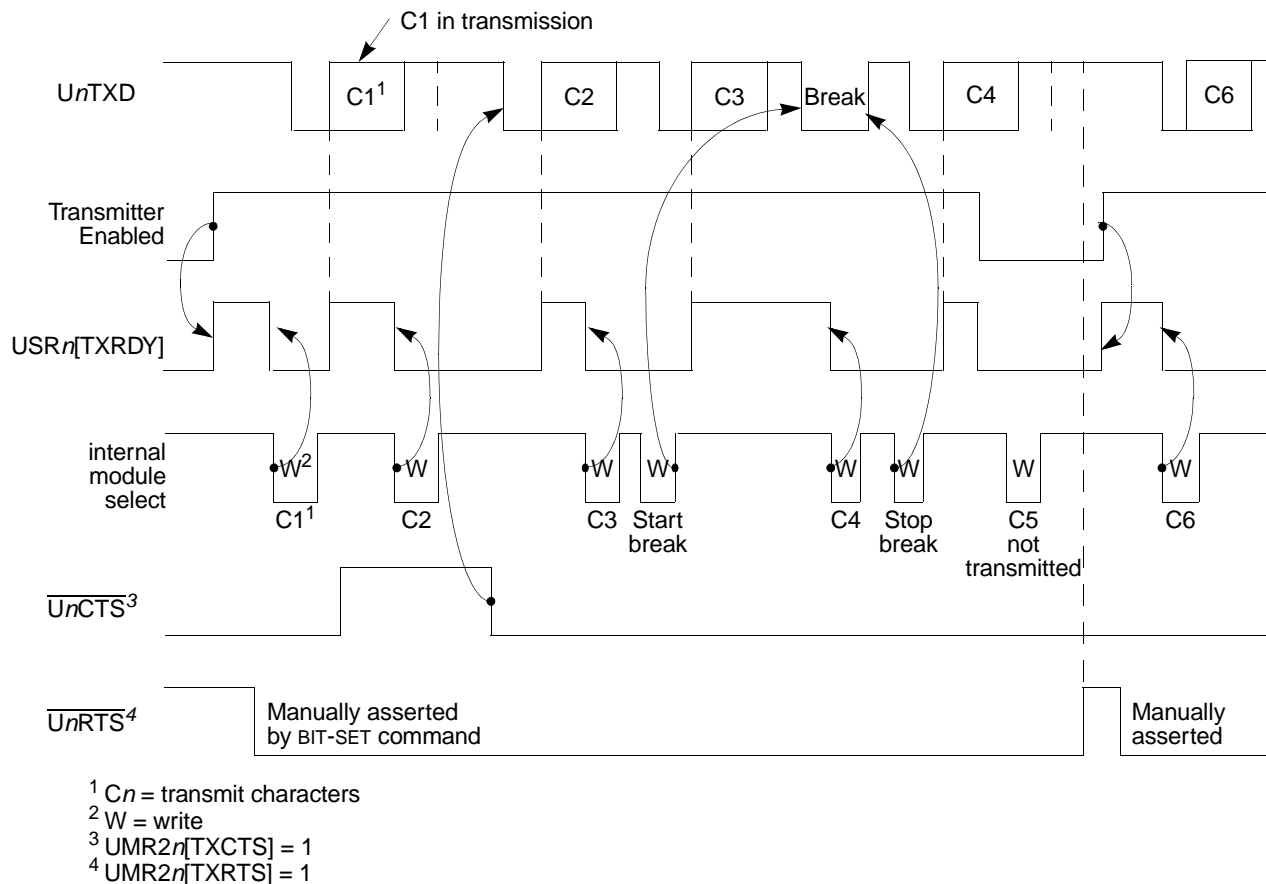 C1 in transmission
UnTXD
C1¹
C2
C3
Break
C4
C6
Transmitter
Enabled
USRn[TXRDY]
internal
module
select
W²
W
W
W
W
W
W
W
C1¹
C2
C3
Start
break
C4
Stop
break
C5
not
transmitted
C6
UnCTS³
UnRTS⁴
Manually asserted
by BIT-SET command
Manually
asserted
¹ Cn = transmit characters
² W = write
³ UMR2n[TXCTS] = 1
⁴ UMR2n[TXRTS] = 1